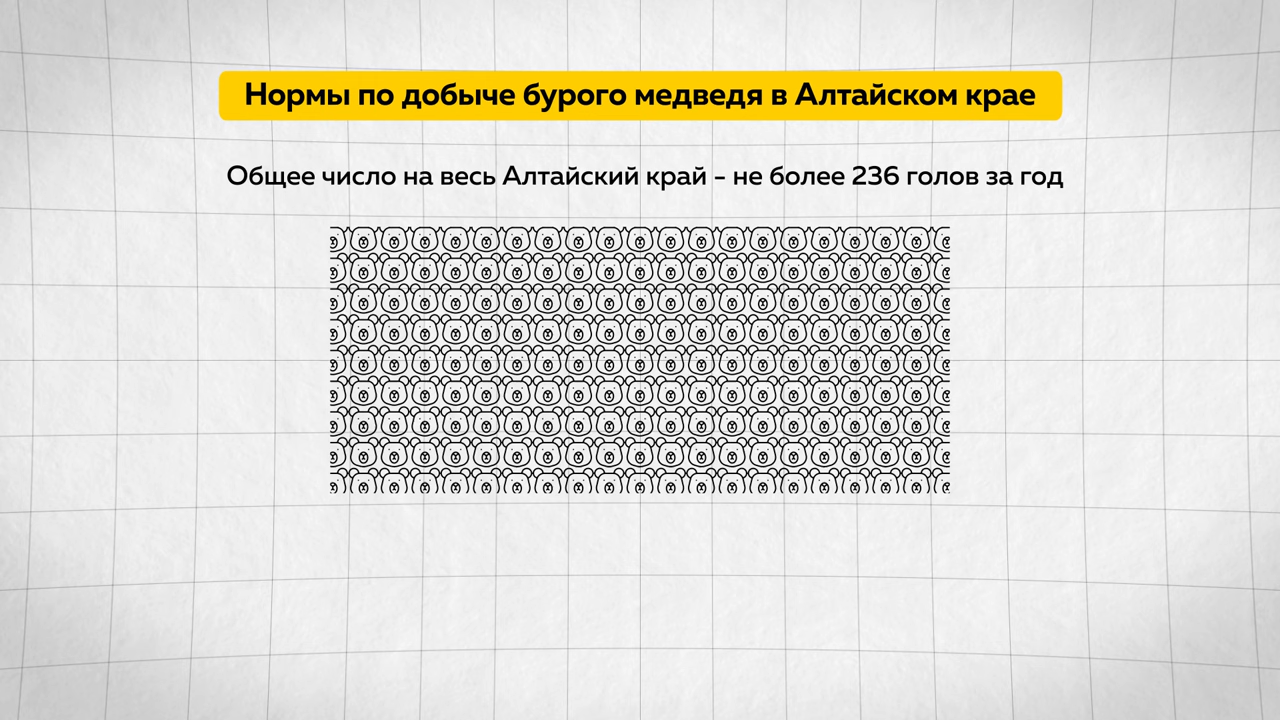 Нормы по добыче бурого медведя в Алтайском крае
Общее число на весь Алтайский край - не более 236 голов за год